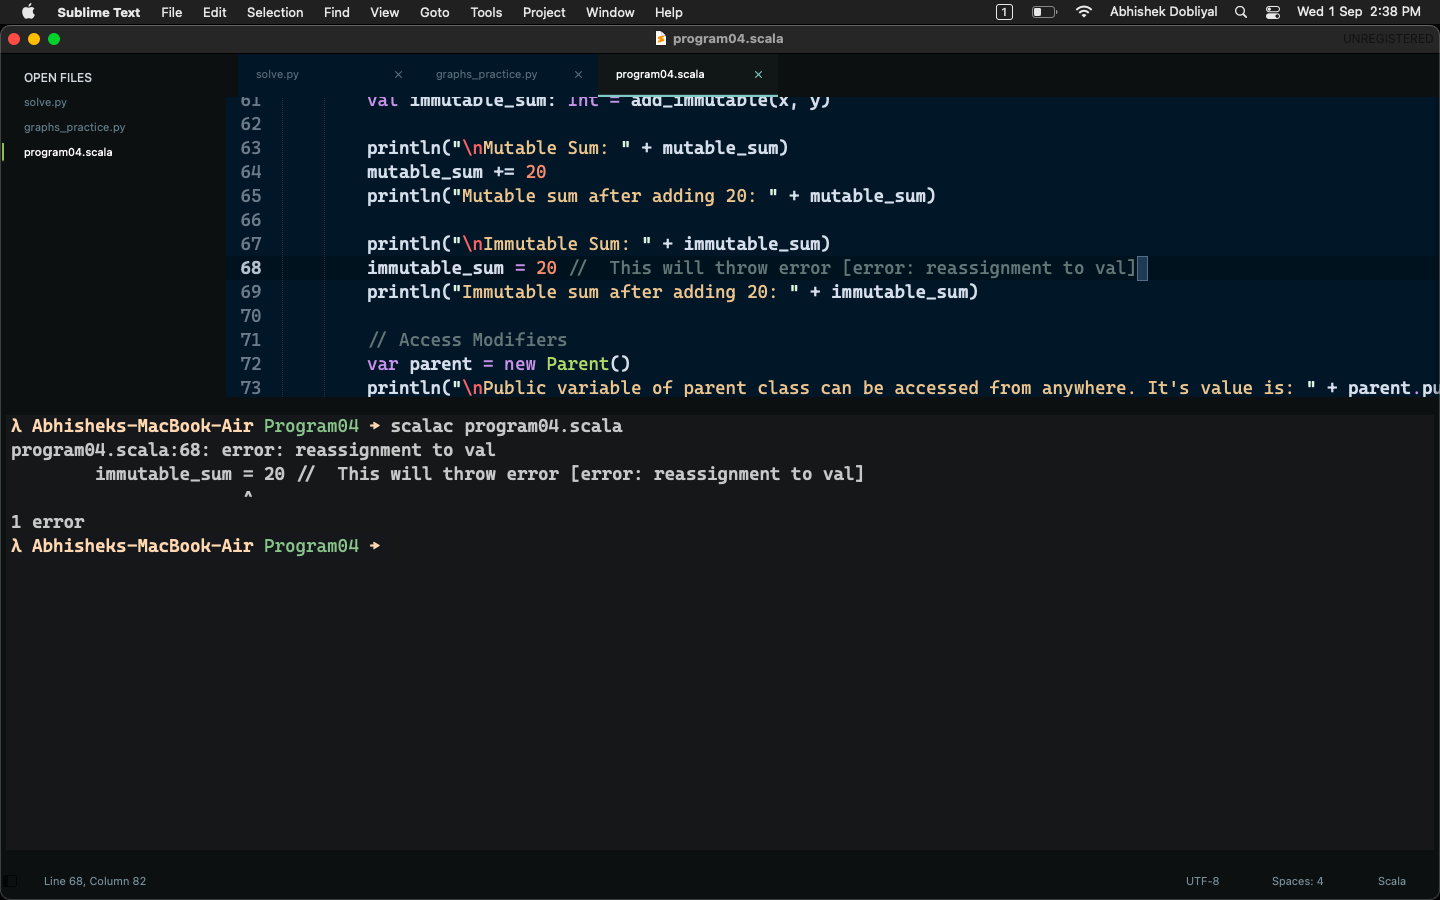 Sublime Text File Edit Selection Find View Goto Tools Project Window Help 1 Abhishek Dobliyal Wed 1 Sep 2:38 PM
program04.scala UNREGISTERED
OPEN FILES
solve.py
graphs_practice.py
program04.scala
solve.py × graphs_practice.py × program04.scala ×
61 val immutable_sum: Int = add_immutable(x, y)
62
63 println("\nMutable Sum: " + mutable_sum)
64 mutable_sum += 20
65 println("Mutable sum after adding 20: " + mutable_sum)
66
67 println("\nImmutable Sum: " + immutable_sum)
68 immutable_sum = 20 // This will throw error [error: reassignment to val]
69 println("Immutable sum after adding 20: " + immutable_sum)
70
71 // Access Modifiers
72 var parent = new Parent()
73 println("\nPublic variable of parent class can be accessed from anywhere. It's value is: " + parent.pu
λ Abhisheks-MacBook-Air Program04 → scalac program04.scala
program04.scala:68: error: reassignment to val
immutable_sum = 20 // This will throw error [error: reassignment to val]
^
1 error
λ Abhisheks-MacBook-Air Program04 →
Line 68, Column 82 UTF-8 Spaces: 4 Scala